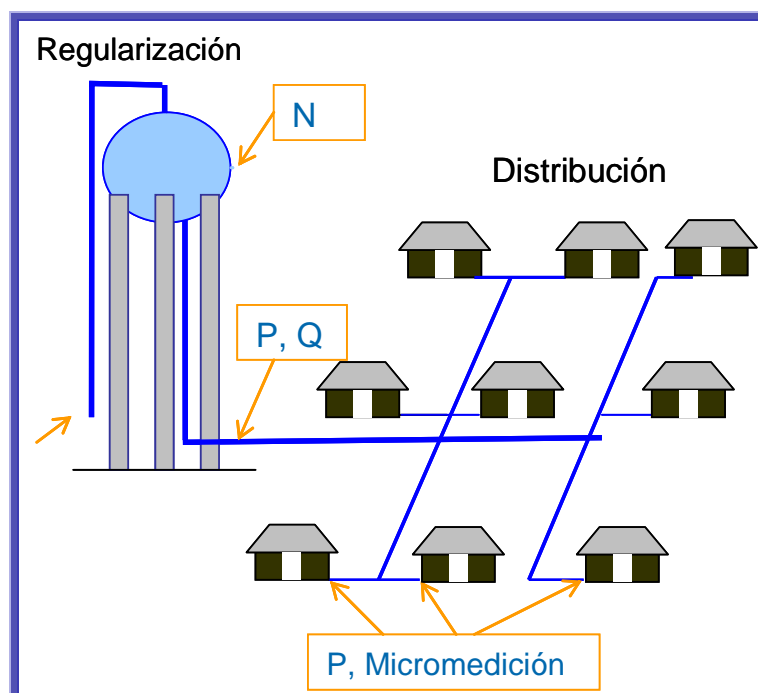 Regularización
N
Distribución
P, Q
P, Micromedición